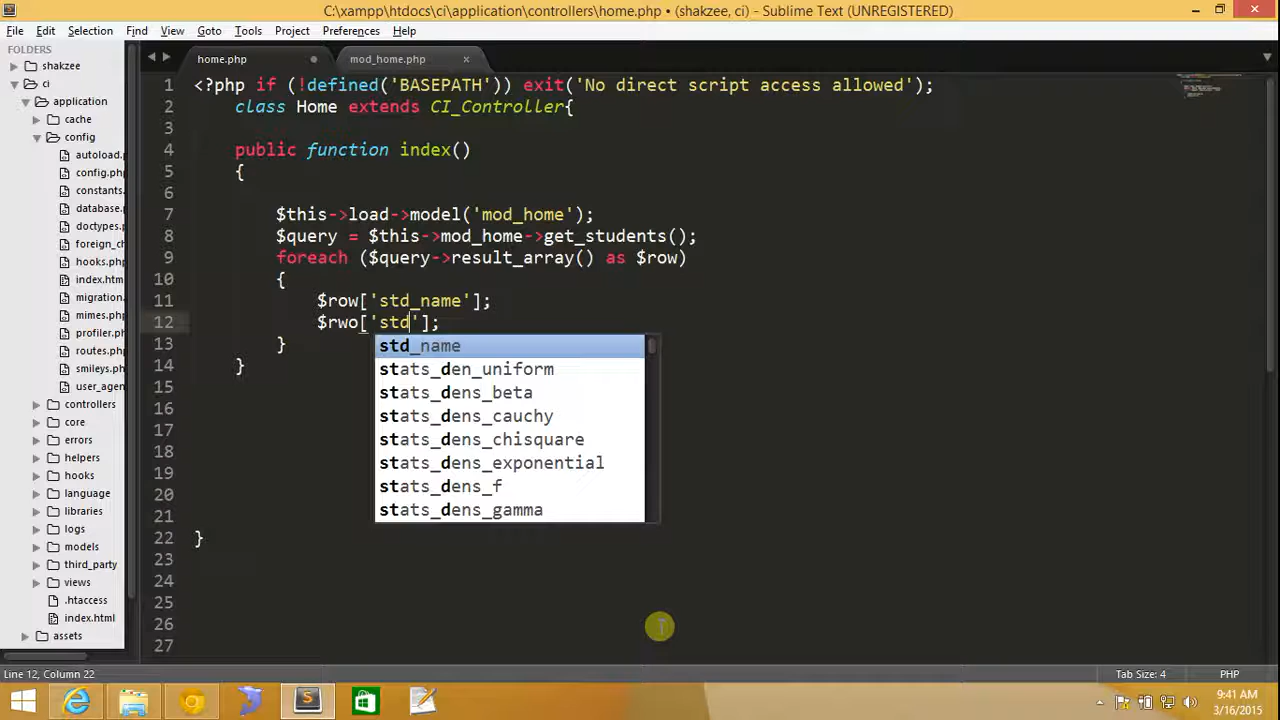 C:\xampp\htdocs\ci\application\controllers\home.php • (shakzee, ci) - Sublime Text (UNREGISTERED)
File Edit Selection Find View Goto Tools Project Preferences Help
FOLDERS
shakzee
ci
application
cache
config
autoload.p
config.php
constants.
database.p
doctypes.p
foreign_ch
hooks.php
index.html
migration.
mimes.php
profiler.ph
routes.php
smileys.ph
user_agen
controllers
core
errors
helpers
hooks
language
libraries
logs
models
third_party
views
.htaccess
index.html
assets
home.php mod_home.php
1 <?php if (!defined('BASEPATH')) exit('No direct script access allowed');
2 class Home extends CI_Controller{
3
4 public function index()
5 {
6
7 $this->load->model('mod_home');
8 $query = $this->mod_home->get_students();
9 foreach ($query->result_array() as $row)
10 {
11 $row['std_name'];
12 $rwo['std'];
13 }
14 }
15
16
17
18
19
20
21
22 }
23
24
25
26
27
std_name
stats_den_uniform
stats_dens_beta
stats_dens_cauchy
stats_dens_chisquare
stats_dens_exponential
stats_dens_f
stats_dens_gamma
Line 12, Column 22 Tab Size: 4 PHP
9:41 AM
3/16/2015